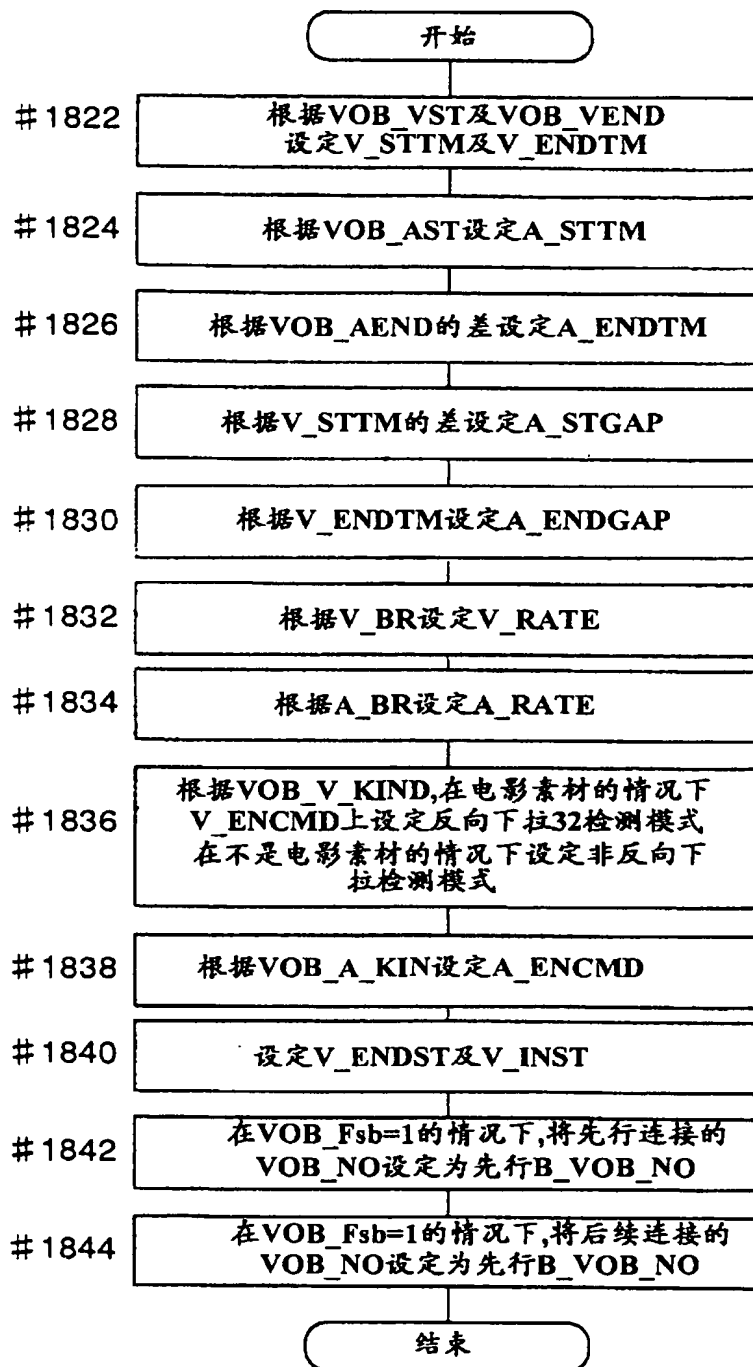 开始
#1822
根据VOB_VST及VOB_VEND
设定V_STTM及V_ENDTM
#1824
根据VOB_AST设定A_STTM
#1826
根据VOB_AEND的差设定A_ENDTM
#1828
根据V_STTM的差设定A_STGAP
#1830
根据V_ENDTM设定A_ENDGAP
#1832
根据V_BR设定V_RATE
#1834
根据A_BR设定A_RATE
#1836
根据VOB_V_KIND,在电影素材的情况下
V_ENCMD上设定反向下拉32检测模式
在不是电影素材的情况下设定非反向下
拉检测模式
#1838
根据VOB_A_KIN设定A_ENCMD
#1840
设定V_ENDST及V_INST
#1842
在VOB_Fsb=1的情况下,将先行连接的
VOB_NO设定为先行B_VOB_NO
#1844
在VOB_Fsb=1的情况下,将后续连接的
VOB_NO设定为先行B_VOB_NO
结束